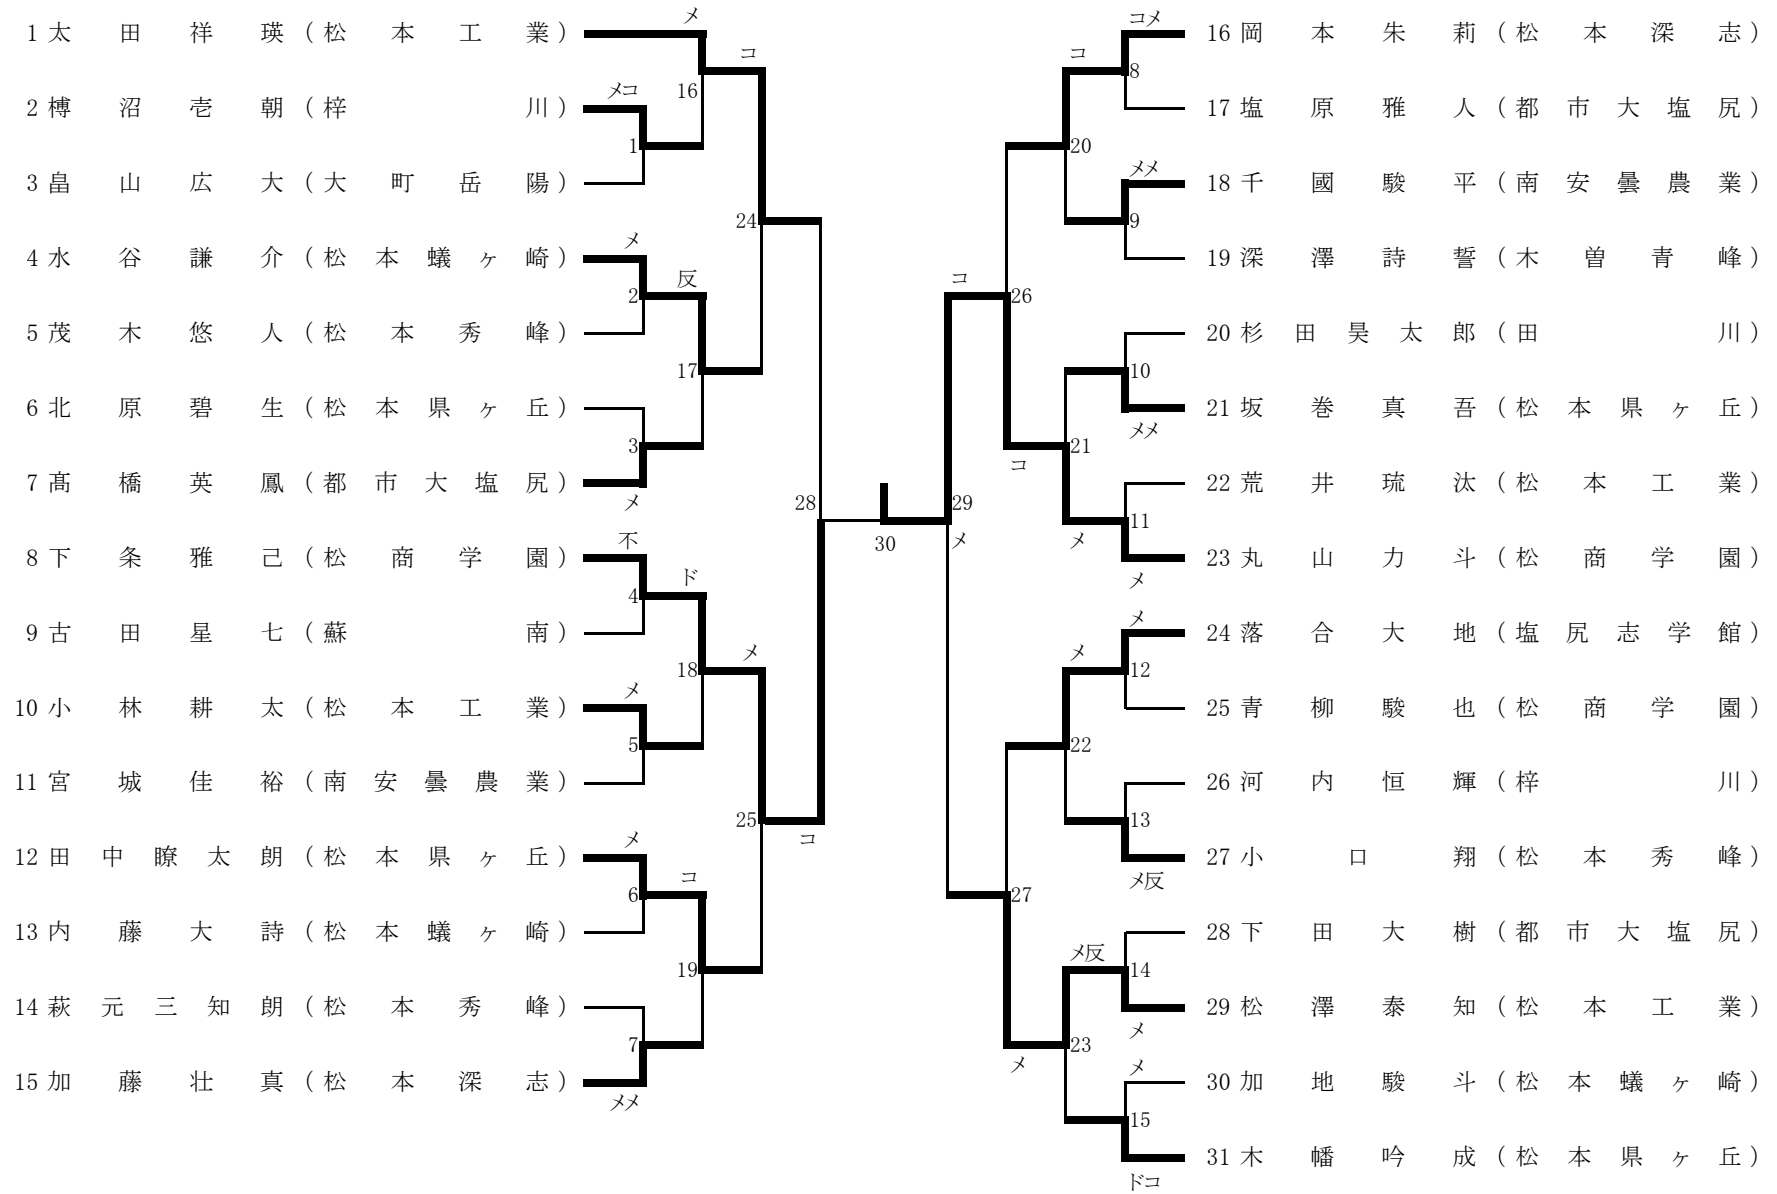 1 太田祥瑛（松本工業）
2 榑沼壱朝（梓川）
3 畠山広大（大町岳陽）
4 水谷謙介（松本蟻ヶ崎）
5 茂木悠人（松本秀峰）
6 北原碧生（松本県ヶ丘）
7 髙橋英鳳（都市大塩尻）
8 下条雅己（松商学園）
9 古田星七（蘇南）
10 小林耕太（松本工業）
11 宮城佳裕（南安曇農業）
12 田中瞭太朗（松本県ヶ丘）
13 内藤大詩（松本蟻ヶ崎）
14 萩元三知朗（松本秀峰）
15 加藤壮真（松本深志）
メ
コ
16
メコ
1
24
メ
反
2
17
3
メ
28
不
ド
4
メ
18
メ
5
25
コ
メ
コ
6
19
7
メメ
30
コ
29
メ
コメ
コ
8
20
メメ
9
26
10
メメ
21
コ
11
メ
メ
メ
メ
12
22
13
メ反
27
メ反
14
メ
23
メ
メ
15
ドコ
16 岡本朱莉（松本深志）
17 塩原雅人（都市大塩尻）
18 千國駿平（南安曇農業）
19 深澤詩誓（木曽青峰）
20 杉田昊太郎（田川）
21 坂巻真吾（松本県ヶ丘）
22 荒井琉汰（松本工業）
23 丸山力斗（松商学園）
24 落合大地（塩尻志学館）
25 青柳駿也（松商学園）
26 河内恒輝（梓川）
27 小口翔（松本秀峰）
28 下田大樹（都市大塩尻）
29 松澤泰知（松本工業）
30 加地駿斗（松本蟻ヶ崎）
31 木幡吟成（松本県ヶ丘）